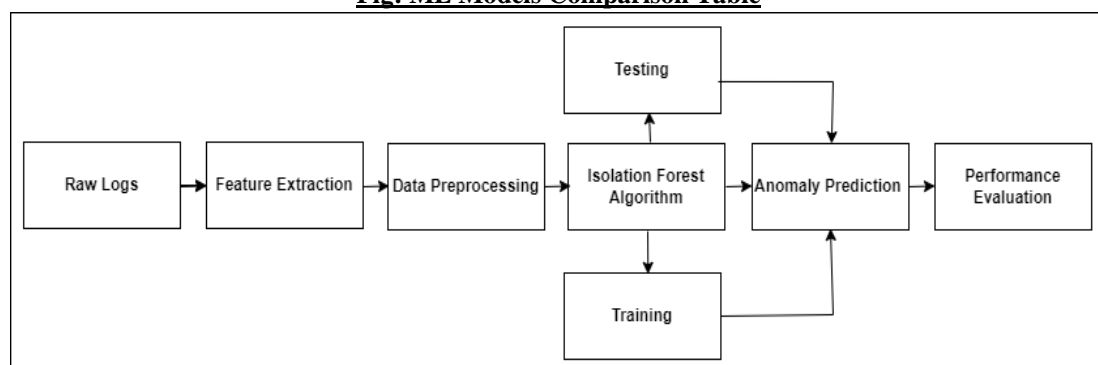 Fig: ML Models Comparison Table
Testing
Raw Logs
Feature Extraction
Data Preprocessing
Isolation Forest
Algorithm
Anomaly Prediction
Performance
Evaluation
Training